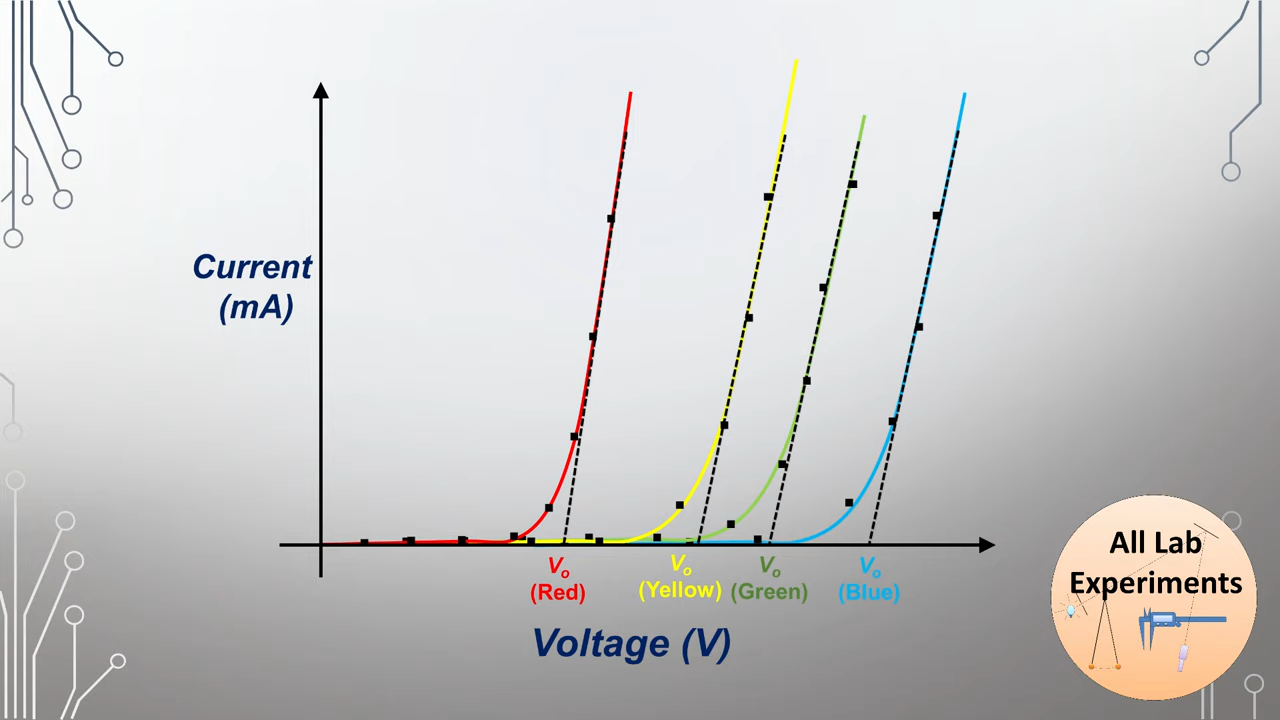 Current
(mA)
Vo
(Red)
Vo
(Yellow)
Vo
(Green)
Vo
(Blue)
Voltage (V)
All Lab
Experiments